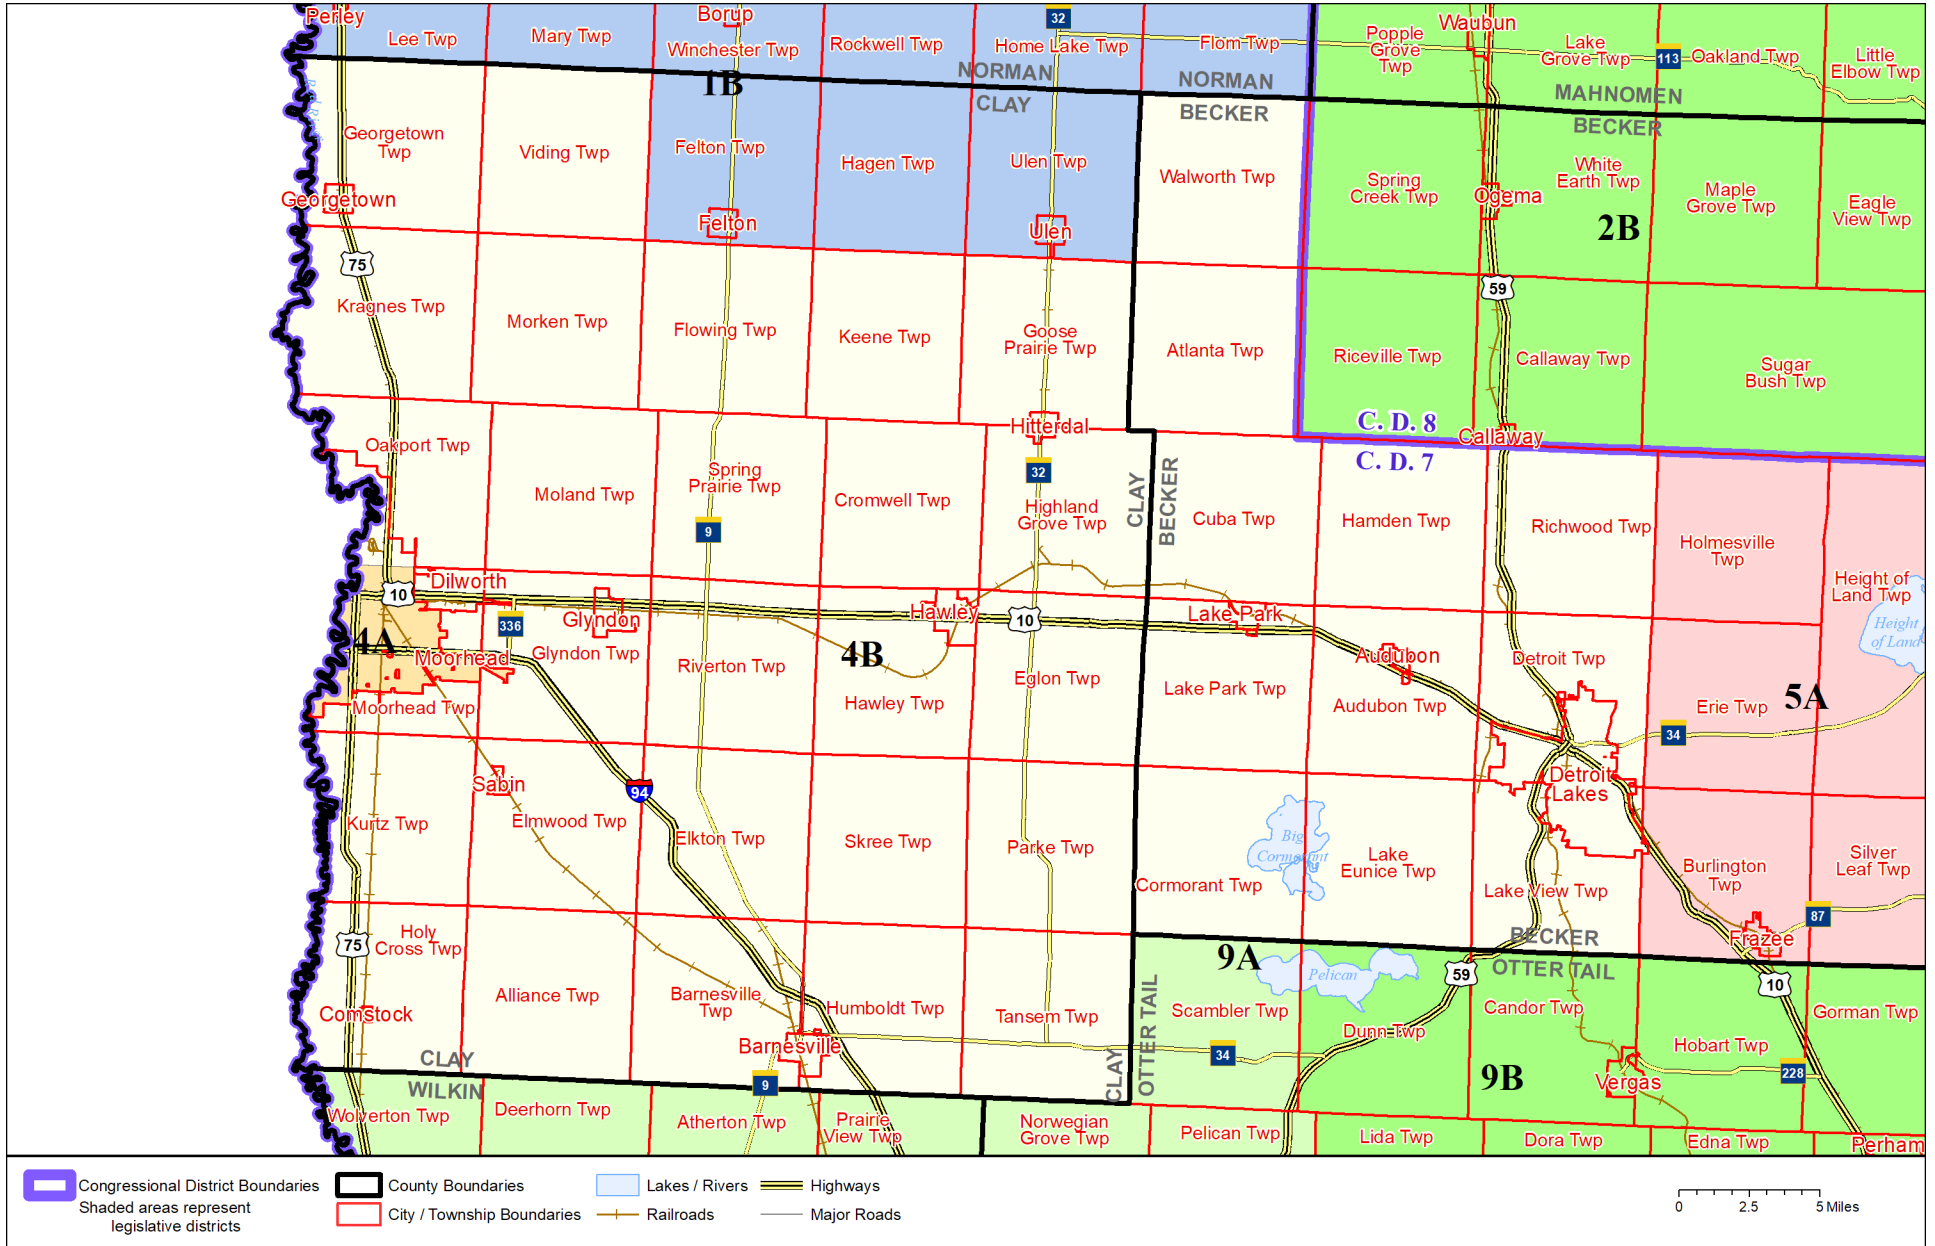 Perley
Lee Twp
Mary Twp
Borup
Winchester Twp
Rockwell Twp
32
Home Lake Twp
Flom Twp
Popple
Grove
Twp
Waubun
Lake
Grove Twp
113
Oakland Twp
Little
Elbow Twp
1B
NORMAN
CLAY
NORMAN
BECKER
MAHNOMEN
BECKER
Georgetown
Twp
Viding Twp
Felton Twp
Hagen Twp
Ulen Twp
Walworth Twp
Spring
Creek Twp
White
Earth Twp
Maple
Grove Twp
Eagle
View Twp
Georgetown
Felton
Ulen
Ogema
2B
75
59
Kragnes Twp
Morken Twp
Flowing Twp
Keene Twp
Goose
Prairie Twp
Atlanta Twp
Riceville Twp
Callaway Twp
Sugar
Bush Twp
Hitterdal
C. D. 8
C. D. 7
Callaway
Oakport Twp
Moland Twp
Spring
Prairie Twp
Cromwell Twp
32
Highland
Grove Twp
CLAY
BECKER
Cuba Twp
Hamden Twp
Richwood Twp
Holmesville
Twp
Height of
Land Twp
Height
of Land
9
Dilworth
10
336
Glyndon
Hawley
10
Lake Park
4A
Moorhead
Glyndon Twp
Riverton Twp
4B
Hawley Twp
Eglon Twp
Lake Park Twp
Audubon
Audubon Twp
Detroit Twp
Erie Twp
5A
34
Moorhead Twp
Sabin
94
Detroit
Lakes
Kurtz Twp
Elmwood Twp
Elkton Twp
Skree Twp
Parke Twp
Big
Cormorant
Cormorant Twp
Lake
Eunice Twp
Lake View Twp
Burlington
Twp
Silver
Leaf Twp
87
Frazee
75
Holy
Cross Twp
Comstock
Alliance Twp
Barnesville
Twp
Humboldt Twp
Tansem Twp
9A
Pelican
59
BECKER
OTTER TAIL
10
Scambler Twp
Dunn Twp
Candor Twp
Hobart Twp
Gorman Twp
Barnesville
34
9B
Vergas
228
CLAY
OTTER TAIL
CLAY
WILKIN
9
Wolverton Twp
Deerhorn Twp
Atherton Twp
Prairie
View Twp
Norwegian
Grove Twp
Pelican Twp
Lida Twp
Dora Twp
Edna Twp
Perham
Congressional District Boundaries
Shaded areas represent
legislative districts
County Boundaries
City / Township Boundaries
Lakes / Rivers
Railroads
Highways
Major Roads
0 2.5 5 Miles